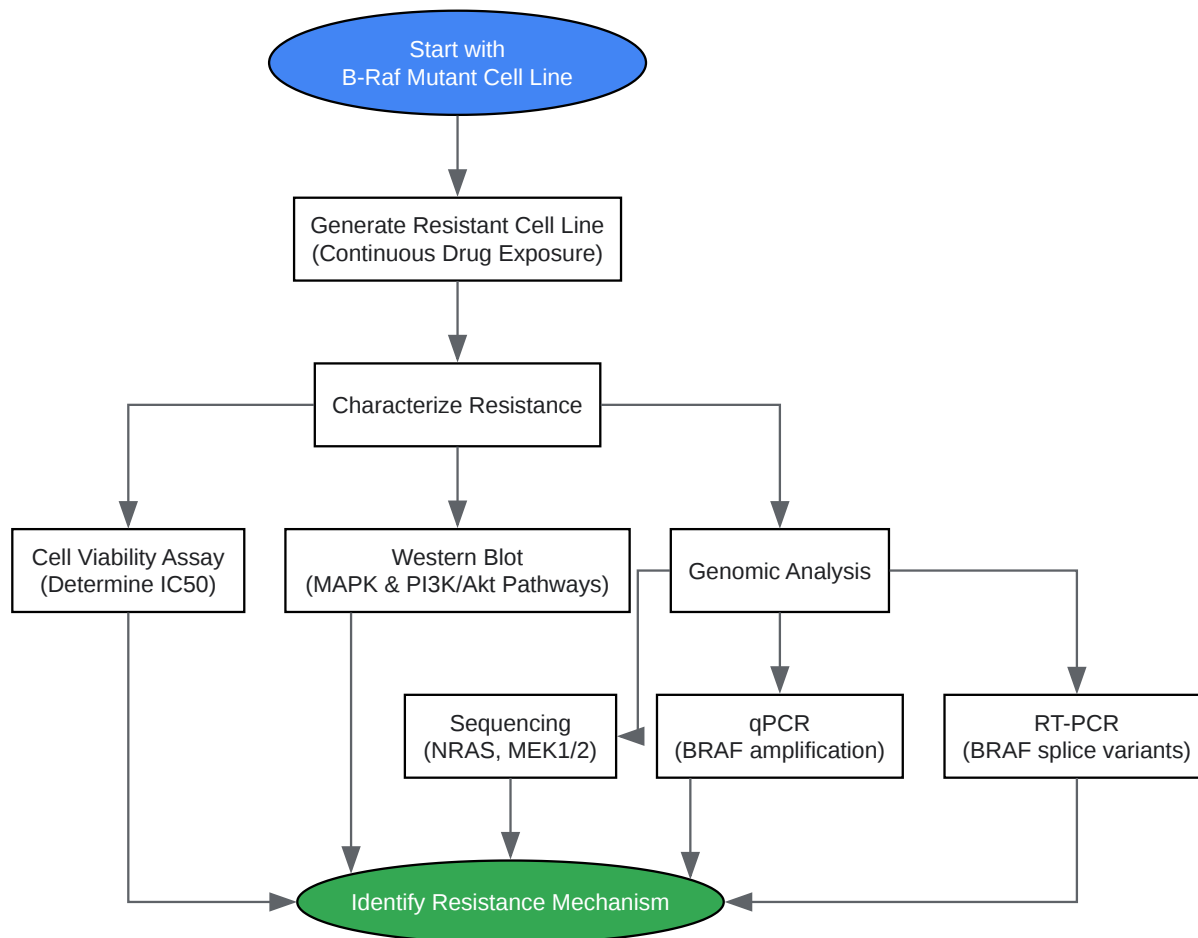 Start with
B-Raf Mutant Cell Line
Generate Resistant Cell Line
(Continuous Drug Exposure)
Characterize Resistance
Cell Viability Assay
(Determine IC50)
Western Blot
(MAPK & PI3K/Akt Pathways)
Genomic Analysis
Sequencing
(NRAS, MEK1/2)
qPCR
(BRAF amplification)
RT-PCR
(BRAF splice variants)
Identify Resistance Mechanism